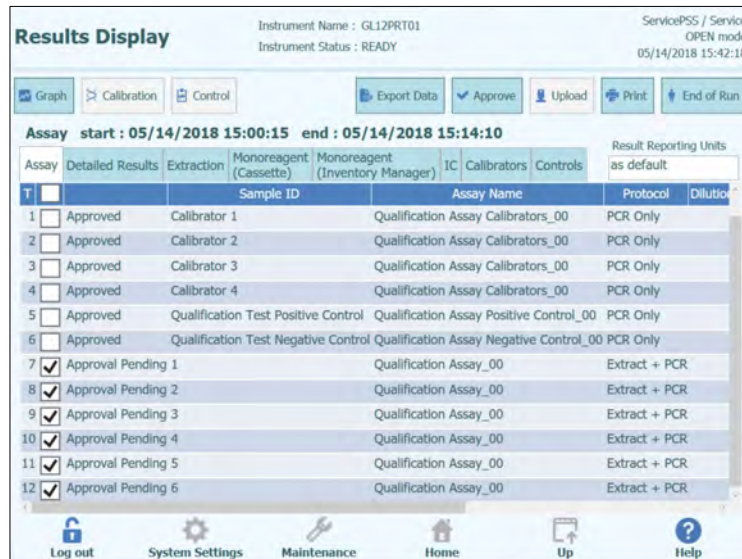 Results Display
Instrument Name : GL12PRT01
Instrument Status : READY
ServicePSS / Service
OPEN mode
05/14/2018 15:42:18
Graph Calibration Control Export Data Approve Upload Print End of Run
Assay start : 05/14/2018 15:00:15 end : 05/14/2018 15:14:10
Result Reporting Units
as default
Assay Detailed Results Extraction Monoreagent (Cassette) Monoreagent (Inventory Manager) IC Calibrators Controls
T Sample ID Assay Name Protocol Dilution
1 Approved Calibrator 1 Qualification Assay Calibrators_00 PCR Only
2 Approved Calibrator 2 Qualification Assay Calibrators_00 PCR Only
3 Approved Calibrator 3 Qualification Assay Calibrators_00 PCR Only
4 Approved Calibrator 4 Qualification Assay Calibrators_00 PCR Only
5 Approved Qualification Test Positive Control Qualification Assay Positive Control_00 PCR Only
6 Approved Qualification Test Negative Control Qualification Assay Negative Control_00 PCR Only
7 Approval Pending 1 Qualification Assay_00 Extract + PCR
8 Approval Pending 2 Qualification Assay_00 Extract + PCR
9 Approval Pending 3 Qualification Assay_00 Extract + PCR
10 Approval Pending 4 Qualification Assay_00 Extract + PCR
11 Approval Pending 5 Qualification Assay_00 Extract + PCR
12 Approval Pending 6 Qualification Assay_00 Extract + PCR
Log out System Settings Maintenance Home Up Help